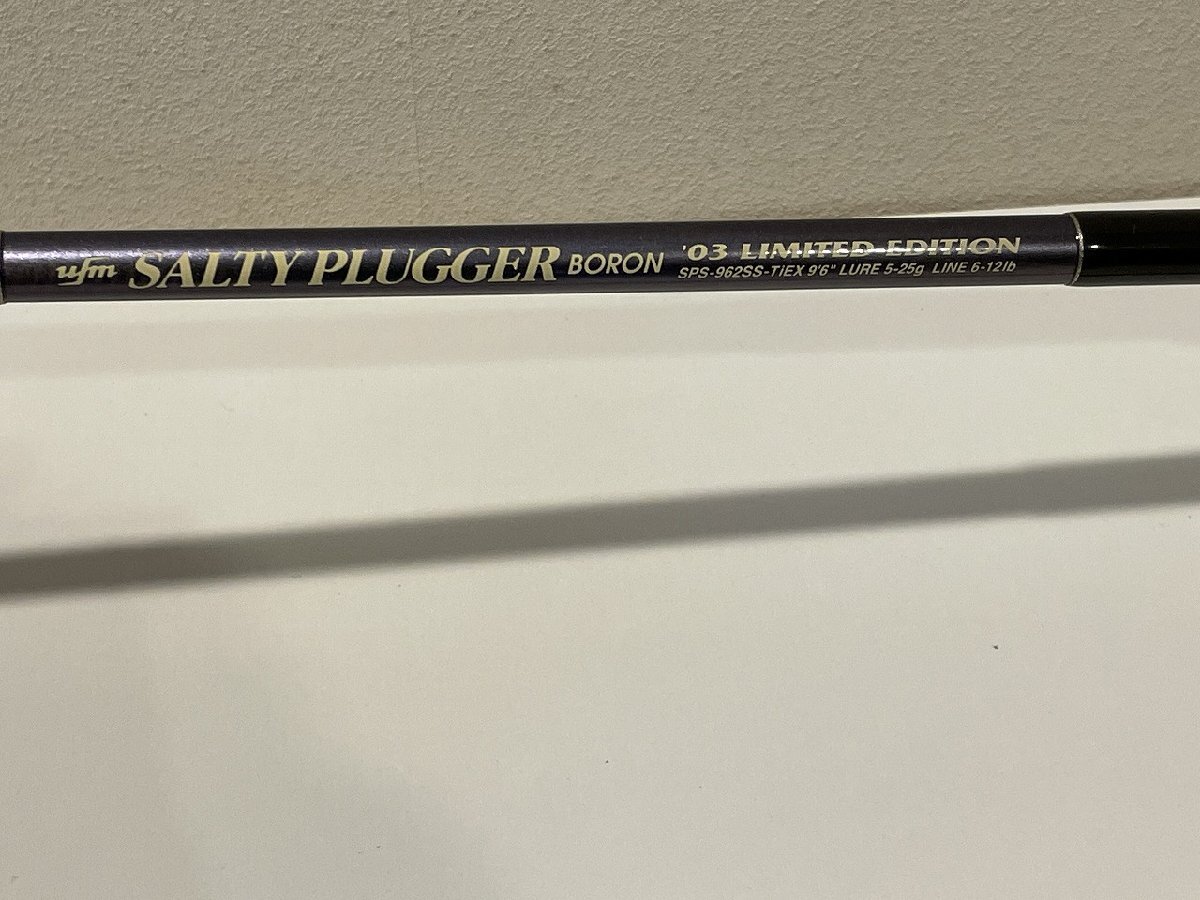 ufm SALTY PLUGGER BORON '03 LIMITED EDITION
SPS-962SS-TiEX 9'6" LURE 5-25g LINE 6-12lb